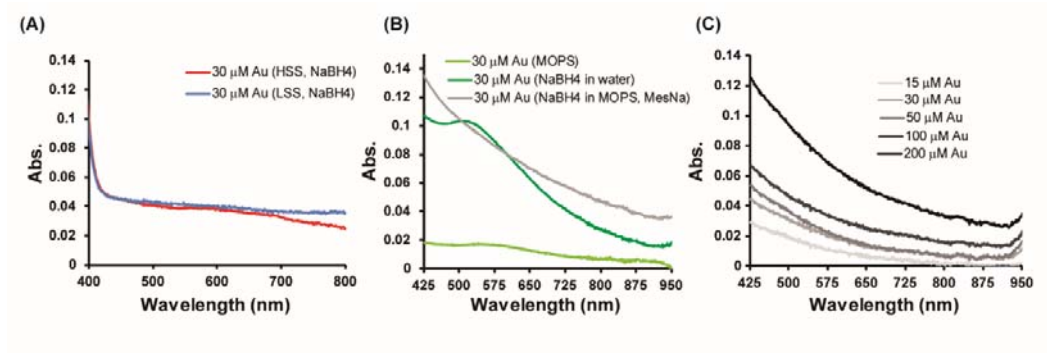 (A)
(B)
(C)
0.14
0.12
0.1
0.08
0.06
0.04
0.02
0
Abs.
400 500 600 700 800
Wavelength (nm)
30 μM Au (HSS, NaBH4)
30 μM Au (LSS, NaBH4)
0.14
0.12
0.1
0.08
0.06
0.04
0.02
0
Abs.
425 500 575 650 725 800 875 950
Wavelength (nm)
30 μM Au (MOPS)
30 μM Au (NaBH4 in water)
30 μM Au (NaBH4 in MOPS, MesNa)
0.14
0.12
0.1
0.08
0.06
0.04
0.02
0
Abs.
425 500 575 650 725 800 875 950
Wavelength (nm)
15 μM Au
30 μM Au
50 μM Au
100 μM Au
200 μM Au